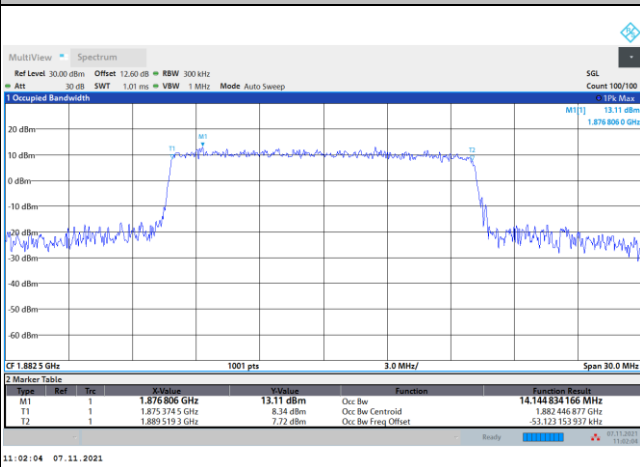 MultiView Spectrum
Ref Level 30.00 dBm Offset 12.60 dB RBW 300 kHz SGL
Att 30 dB SWT 1.01 ms VBW 1 MHz Mode Auto Sweep Count 100/100
1 Occupied Bandwidth 1Pk Max
M1[1] 13.11 dBm
1.876 806 0 GHz
20 dBm
M1
T1 T2
10 dBm
0 dBm
-10 dBm
-20 dBm
-30 dBm
-40 dBm
-50 dBm
-60 dBm
CF 1.882 5 GHz 1001 pts 3.0 MHz/ Span 30.0 MHz
2 Marker Table
Type Ref Trc X-Value Y-Value Function Function Result
M1 1 1.876 806 GHz 13.11 dBm Occ Bw 14.144 834 166 MHz
T1 1 1.875 374 5 GHz 8.34 dBm Occ Bw Centroid 1.882 446 877 GHz
T2 1 1.889 519 3 GHz 7.72 dBm Occ Bw Freq Offset -53.123 153 937 kHz
Ready 07.11.2021
11:02:04
11:02:04 07.11.2021